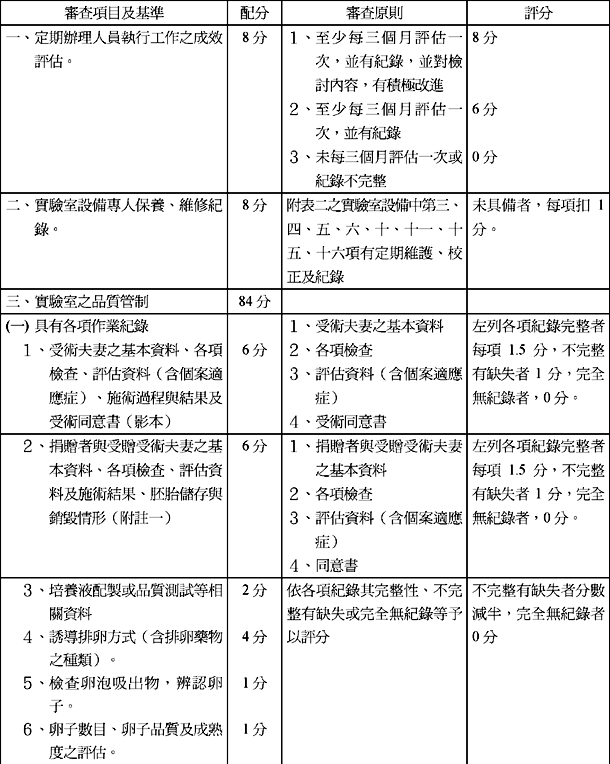 審查項目及基準 配分 審查原則 評分
一、定期辦理人員執行工作之成效 8分 1、至少每三個月評估一 8分
評估。 次，並有紀錄，並對檢
討內容，有積極改進
2、至少每三個月評估一 6分
次，並有紀錄
3、未每三個月評估一次或 0分
紀錄不完整
二、實驗室設備專人保養、維修紀 8分 附表二之實驗室設備中第三、 未具備者，每項扣 1
錄。 四、五、六、十、十一、十 分。
五、十六項有定期維護、校
正及紀錄
三、實驗室之品質管制 84分
(一)具有各項作業紀錄 1、受術夫妻之基本資料 左列各項紀錄完整者
1、受術夫妻之基本資料、各項 6分 2、各項檢查 每項 1.5 分，不完整
檢查、評估資料（含個案適 3、評估資料（含個案適應 有缺失者 1 分，完全
應症）、施術過程與結果及 症） 無紀錄者，0分。
受術同意書（影本） 4、受術同意書
2、捐贈者與受贈受術夫妻之基 6分 1、捐贈者與受贈受術夫妻 左列各項紀錄完整者
本資料、各項檢查、評估資 之基本資料 每項 1.5 分，不完整
料及施術結果、胚胎儲存與 2、各項檢查 有缺失者 1 分，完全
銷毀情形（附註一） 3、評估資料（含個案適應 無紀錄者，0分。
症）
4、同意書
3、培養液配製或品質測試等相 2分 依各項紀錄其完整性、不完 不完整有缺失者分數
關資料 整有缺失或完全無紀錄等予 減半，完全無紀錄者
4、誘導排卵方式（含排卵藥物 4分 以評分 0分
之種類）。
5、檢查卵泡吸出物，辨認卵 1分
子。
6、卵子數目、卵子品質及成熟 1分
度之評估。